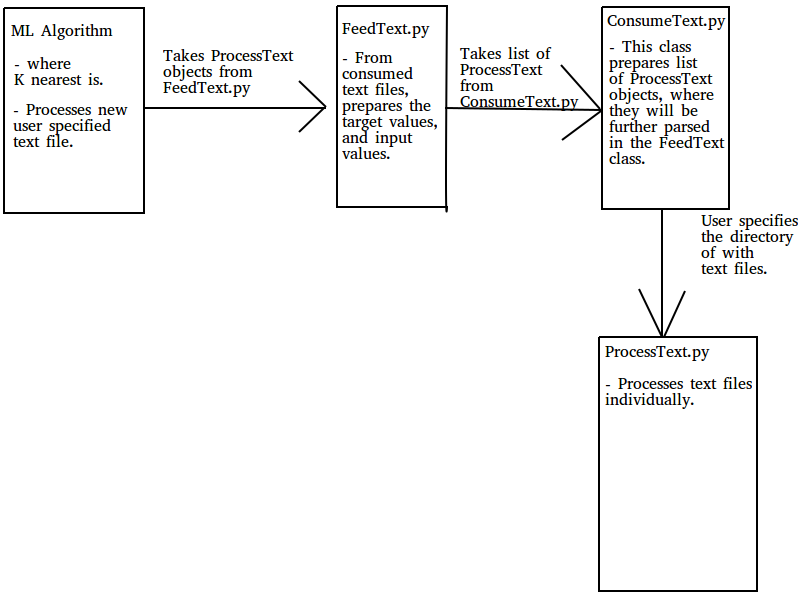 ML Algorithm
- where
K nearest is.
- Processes new
user specified
text file.
Takes ProcessText
objects from
FeedText.py
FeedText.py
- From
consumed
text files,
prepares the
target values,
and input
values.
Takes list of
ProcessText
from
ConsumeText.py
ConsumeText.py
- This class
prepares list
of ProcessText
objects, where
they will be
further parsed
in the FeedText
class.
User specifies
the directory
of with
text files.
ProcessText.py
- Processes text files
individually.